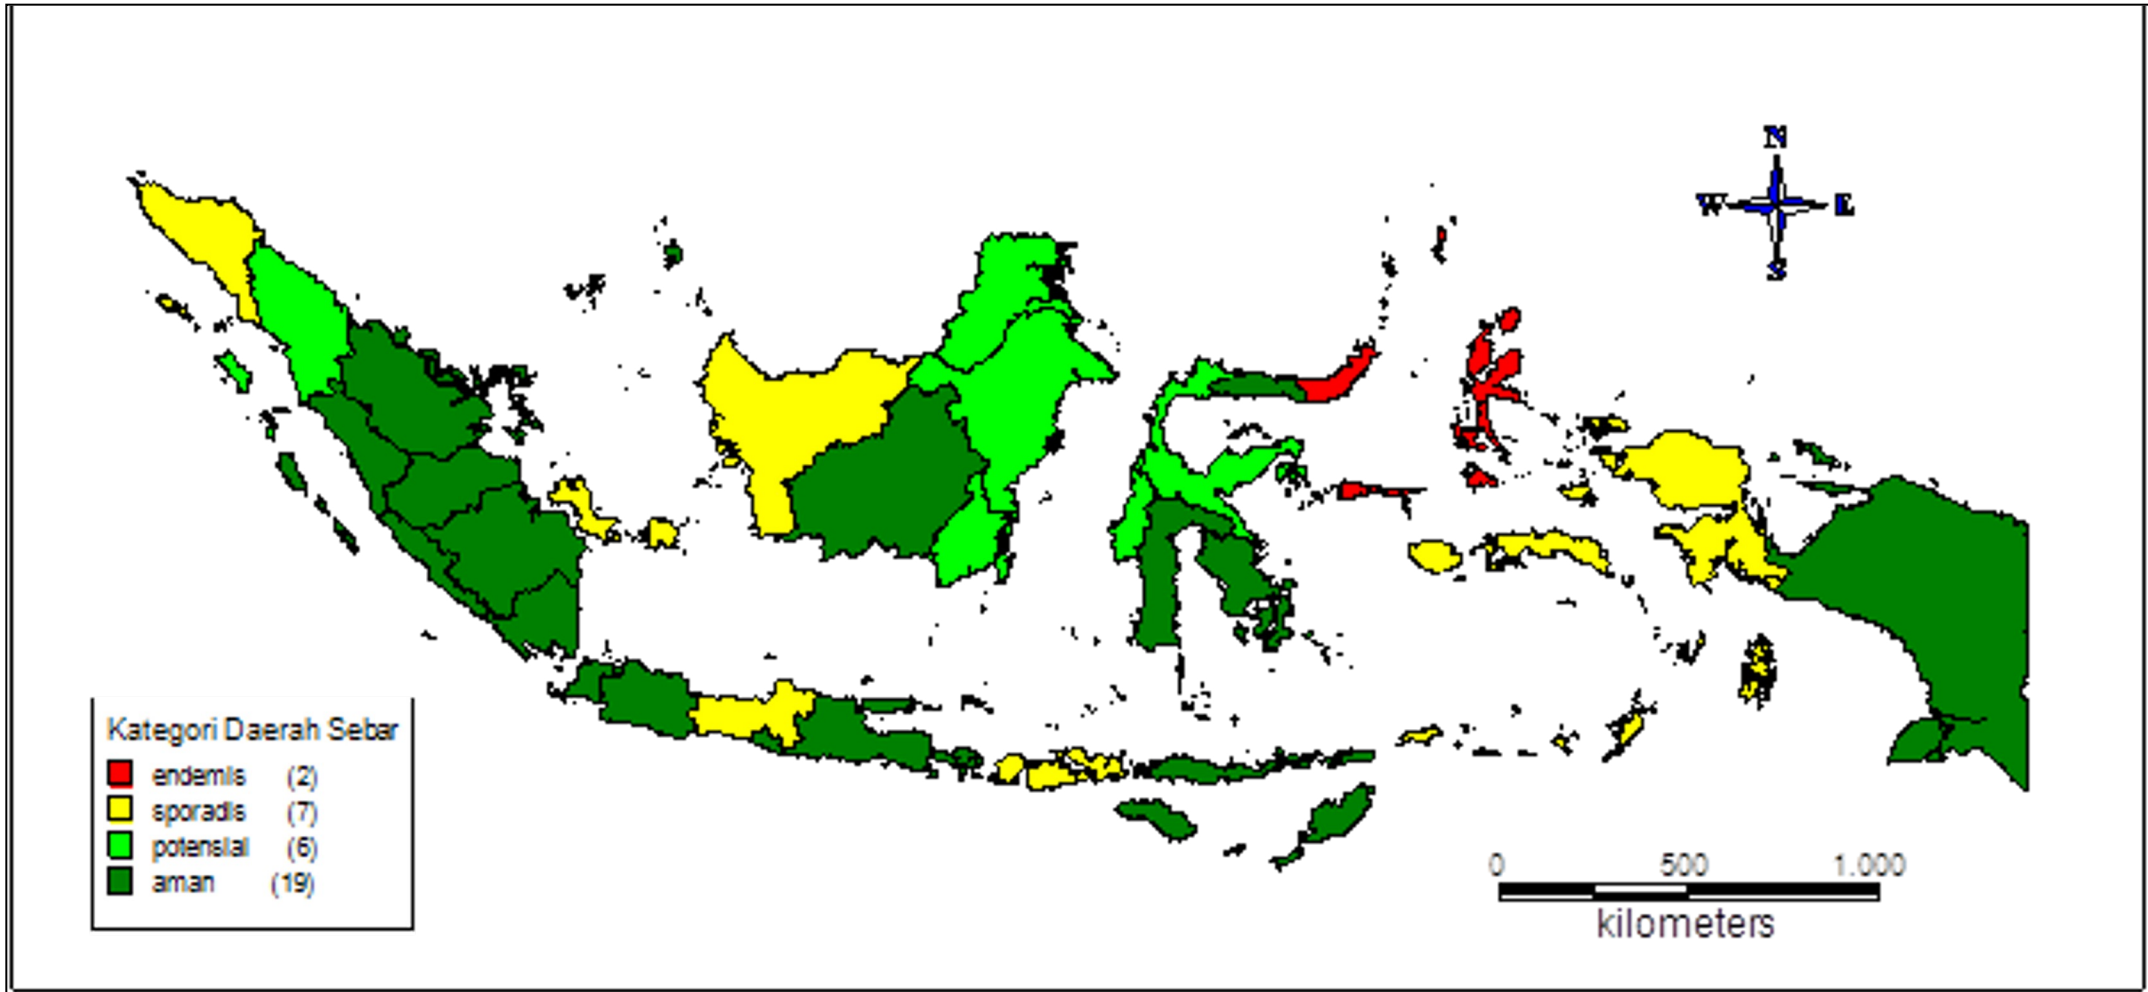 N
W E
S
Kategori Daerah Sebar
endemis (2)
sporadis (7)
potensial (6)
aman (19)
0 500 1.000
kilometers